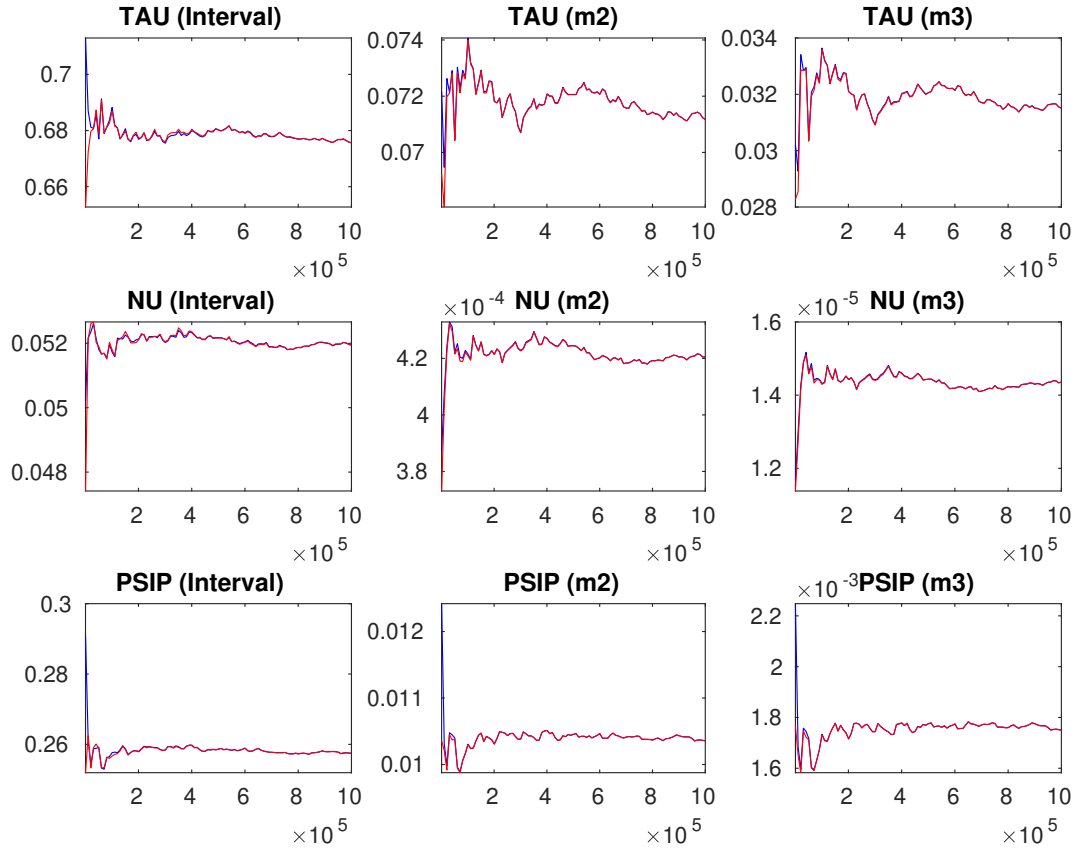 TAU (Interval)
0.7
0.68
0.66
2 4 6 8 10
×10 5
TAU (m2)
0.074
0.072
0.07
2 4 6 8 10
×10 5
TAU (m3)
0.034
0.032
0.03
0.028
2 4 6 8 10
×10 5
NU (Interval)
0.052
0.05
0.048
2 4 6 8 10
×10 5
×10 -4 NU (m2)
4.2
4
3.8
2 4 6 8 10
×10 5
×10 -5 NU (m3)
1.6
1.4
1.2
2 4 6 8 10
×10 5
PSIP (Interval)
0.3
0.28
0.26
2 4 6 8 10
×10 5
PSIP (m2)
0.012
0.011
0.01
2 4 6 8 10
×10 5
×10 -3 PSIP (m3)
2.2
2
1.8
1.6
2 4 6 8 10
×10 5